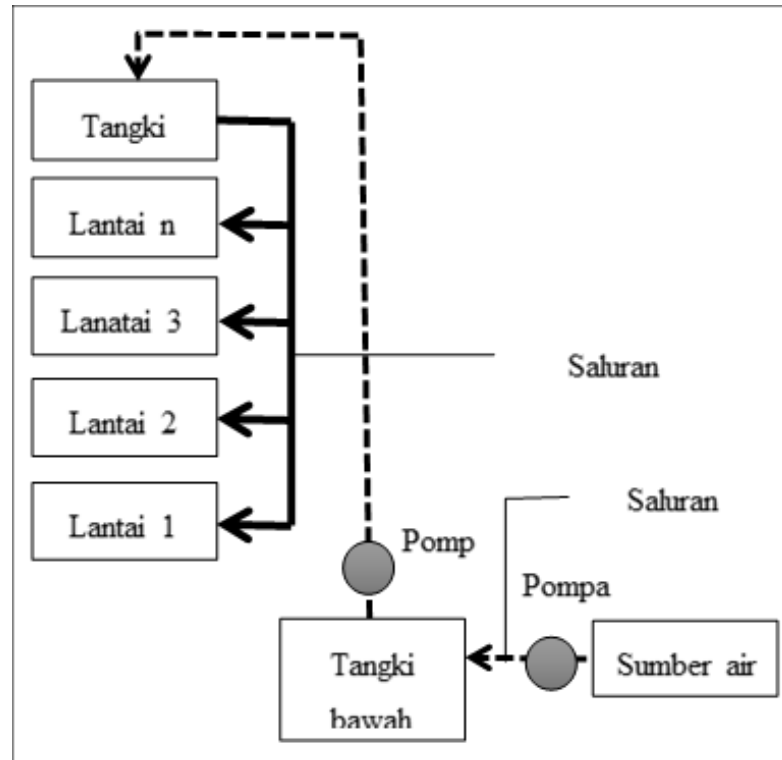 Tangki
Lantai n
Lanatai 3
Saluran
Lantai 2
Lantai 1
Saluran
Pomp
Pompa
Tangki
bawah
Sumber air